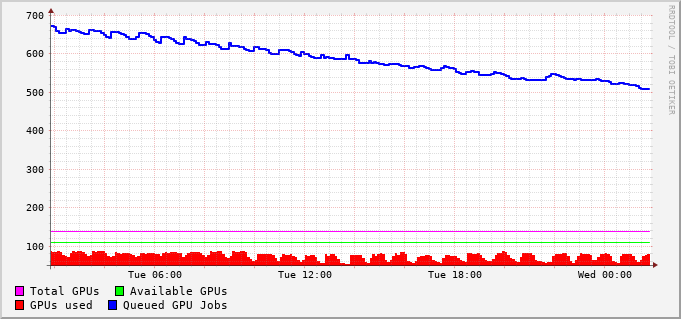 700
600
500
400
300
200
100
Tue 06:00 Tue 12:00 Tue 18:00 Wed 00:00
Total GPUs Available GPUs
GPUs used Queued GPU Jobs
RRDTOOL / TOBI OETIKER